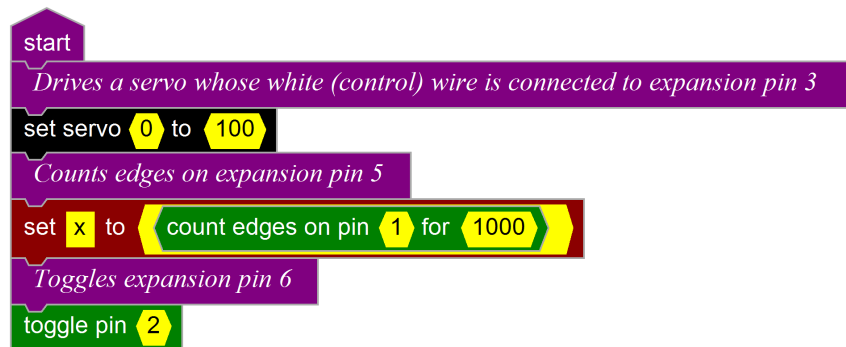 start
Drives a servo whose white (control) wire is connected to expansion pin 3
set servo 0 to 100
Counts edges on expansion pin 5
set x to count edges on pin 1 for 1000
Toggles expansion pin 6
toggle pin 2